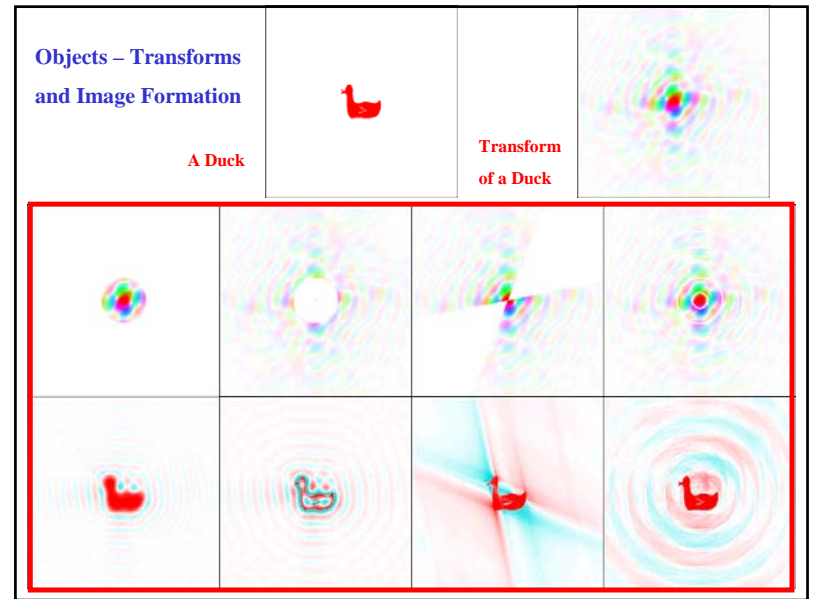 Objects – Transforms
and Image Formation
A Duck
Transform
of a Duck